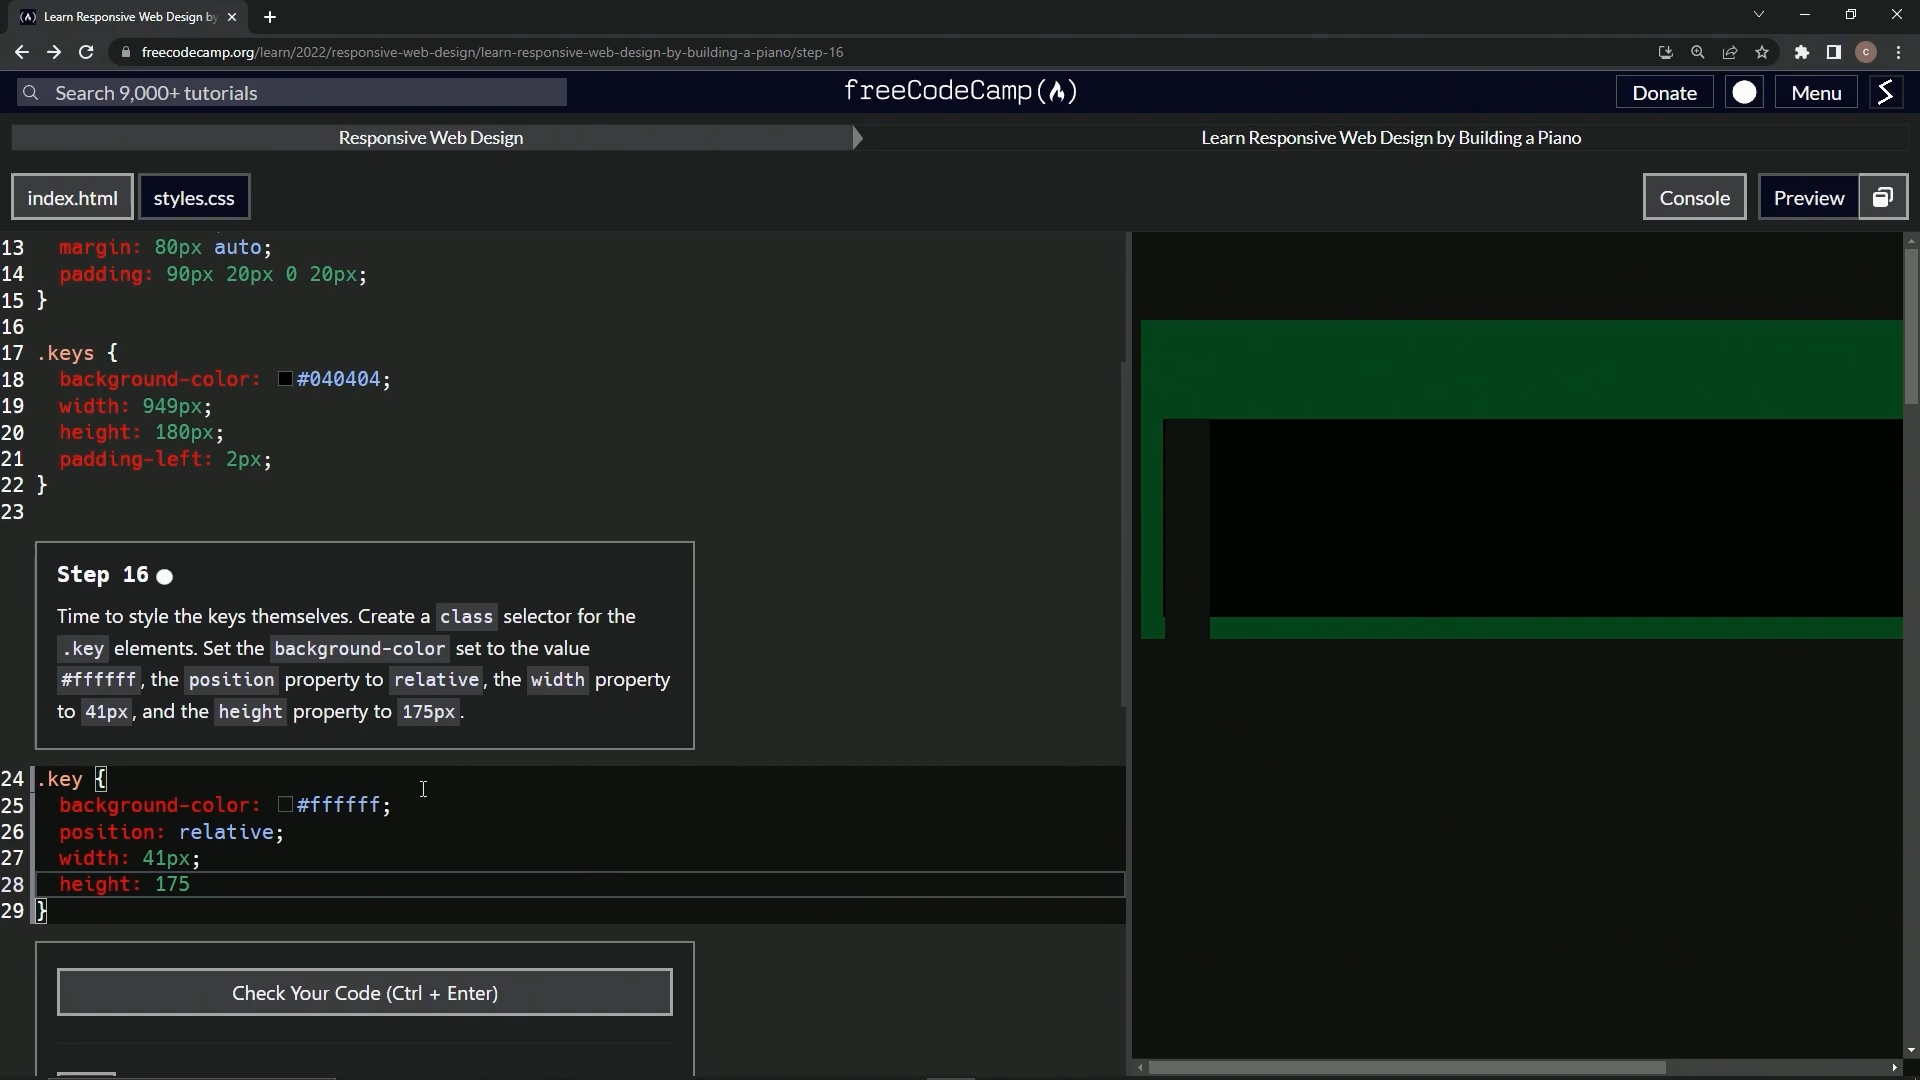 Learn Responsive Web Design by
freecodecamp.org/learn/2022/responsive-web-design/learn-responsive-web-design-by-building-a-piano/step-16
C
Search 9,000+ tutorials
freeCodeCamp(🔥)
Donate
Menu
Responsive Web Design
Learn Responsive Web Design by Building a Piano
index.html
styles.css
Console
Preview
13 margin: 80px auto;
14 padding: 90px 20px 0 20px;
15 }
16
17 .keys {
18 background-color: #040404;
19 width: 949px;
20 height: 180px;
21 padding-left: 2px;
22 }
23
Step 16
Time to style the keys themselves. Create a class selector for the
.key elements. Set the background-color set to the value
#ffffff, the position property to relative, the width property
to 41px, and the height property to 175px.
24 .key {
25 background-color: #ffffff;
26 position: relative;
27 width: 41px;
28 height: 175
29 }
Check Your Code (Ctrl + Enter)